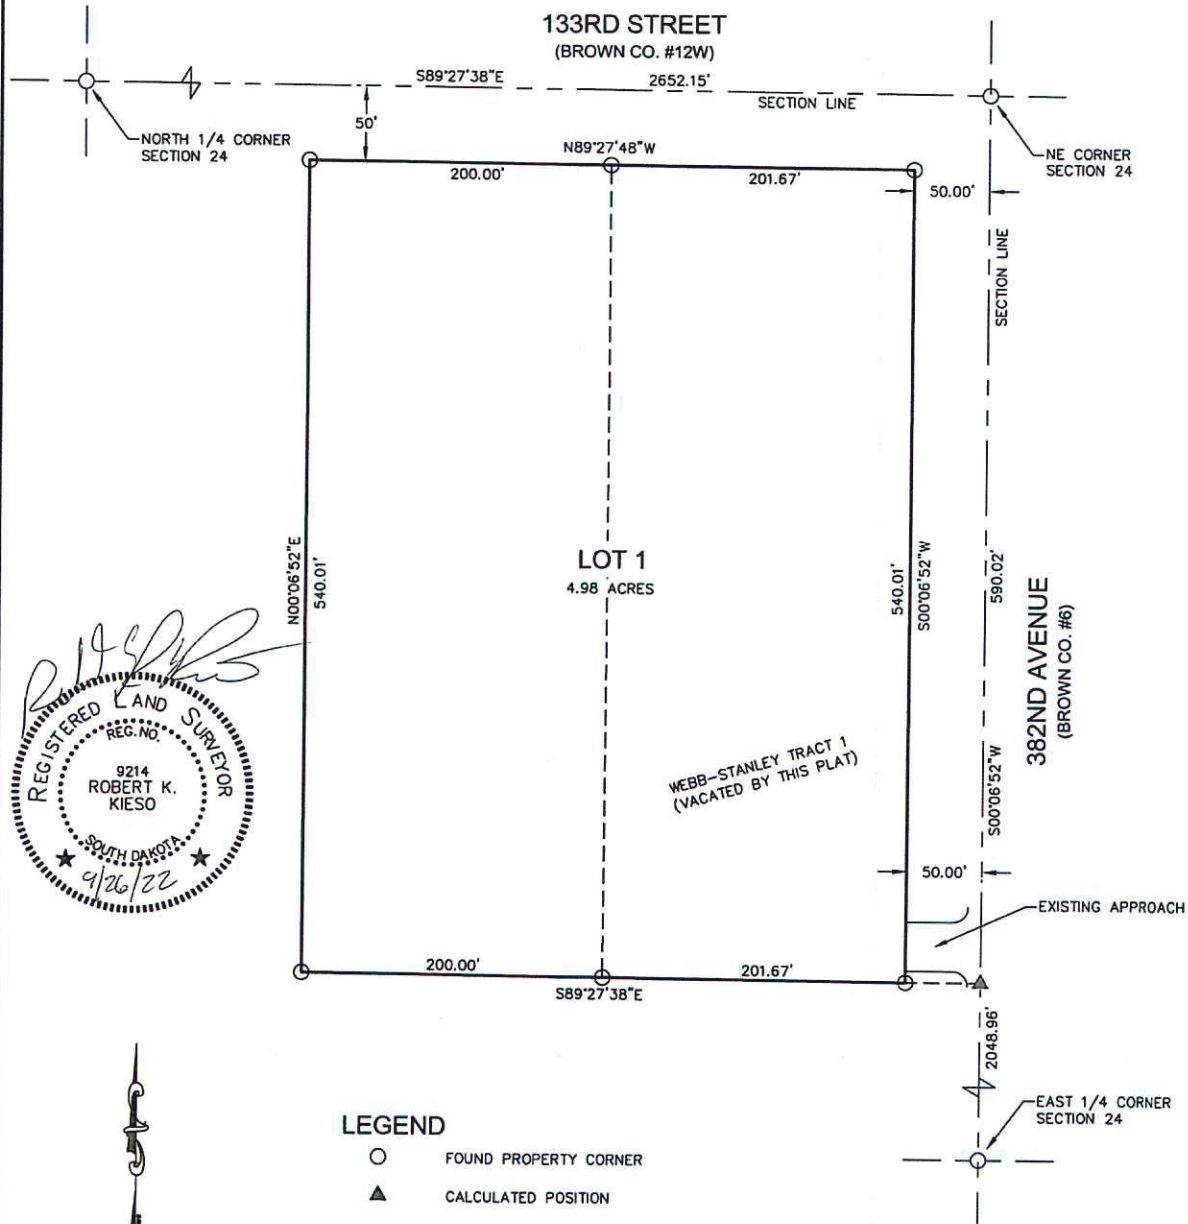 133RD STREET
(BROWN CO. #12W)
S89°27'38"E
2652.15'
SECTION LINE
NORTH 1/4 CORNER
SECTION 24
50'
N89°27'48"W
NE CORNER
SECTION 24
200.00'
201.67'
50.00'
SECTION LINE
N00°06'52"E
540.01'
LOT 1
4.98 ACRES
540.01'
S00°06'52"W
590.02'
382ND AVENUE
(BROWN CO. #6)
REGISTERED LAND SURVEYOR
REG. NO.
9214
ROBERT K.
KIESO
SOUTH DAKOTA
9/26/22
WEBB-STANLEY TRACT 1
(VACATED BY THIS PLAT)
S00°06'52"W
50.00'
EXISTING APPROACH
200.00'
201.67'
S89°27'38"E
2048.96'
EAST 1/4 CORNER
SECTION 24
LEGEND
FOUND PROPERTY CORNER
CALCULATED POSITION